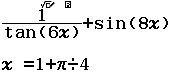 1
tan(6x) +sin(8x)
x =1+π÷4